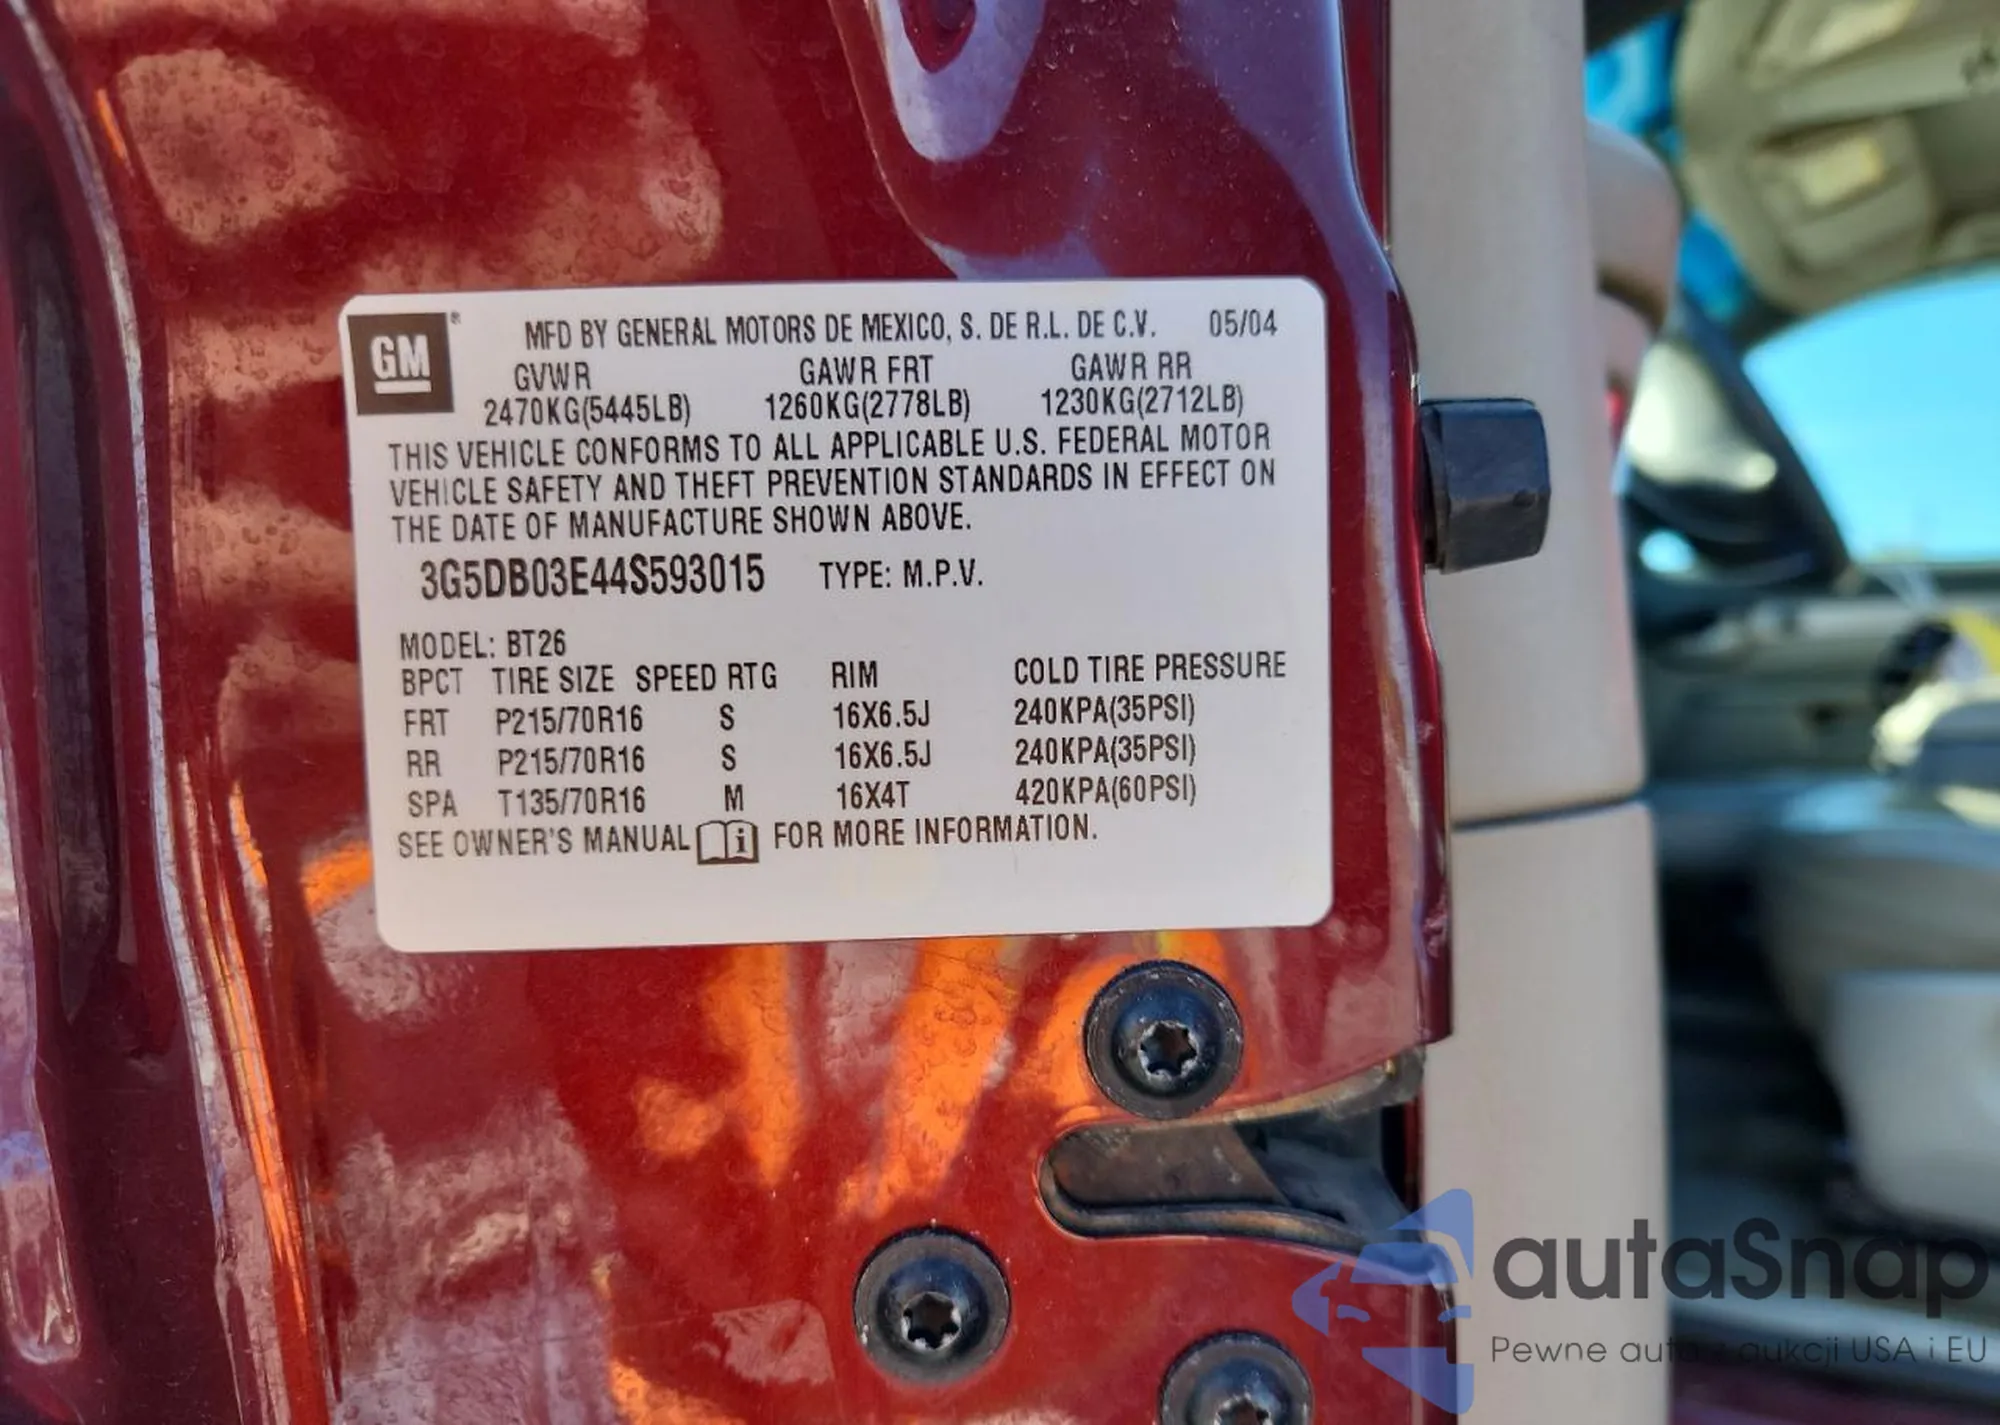 GM®
MFD BY GENERAL MOTORS DE MEXICO, S. DE R.L. DE C.V. 05/04
GVWR GAWR FRT GAWR RR
2470KG(5445LB) 1260KG(2778LB) 1230KG(2712LB)
THIS VEHICLE CONFORMS TO ALL APPLICABLE U.S. FEDERAL MOTOR
VEHICLE SAFETY AND THEFT PREVENTION STANDARDS IN EFFECT ON
THE DATE OF MANUFACTURE SHOWN ABOVE.
3G5DB03E44S593015 TYPE: M.P.V.
MODEL: BT26
BPCT TIRE SIZE SPEED RTG RIM COLD TIRE PRESSURE
FRT P215/70R16 S 16X6.5J 240KPA(35PSI)
RR P215/70R16 S 16X6.5J 240KPA(35PSI)
SPA T135/70R16 M 16X4T 420KPA(60PSI)
SEE OWNER'S MANUAL i FOR MORE INFORMATION.
autaSnap
Pewne auta z aukcji USA i EU